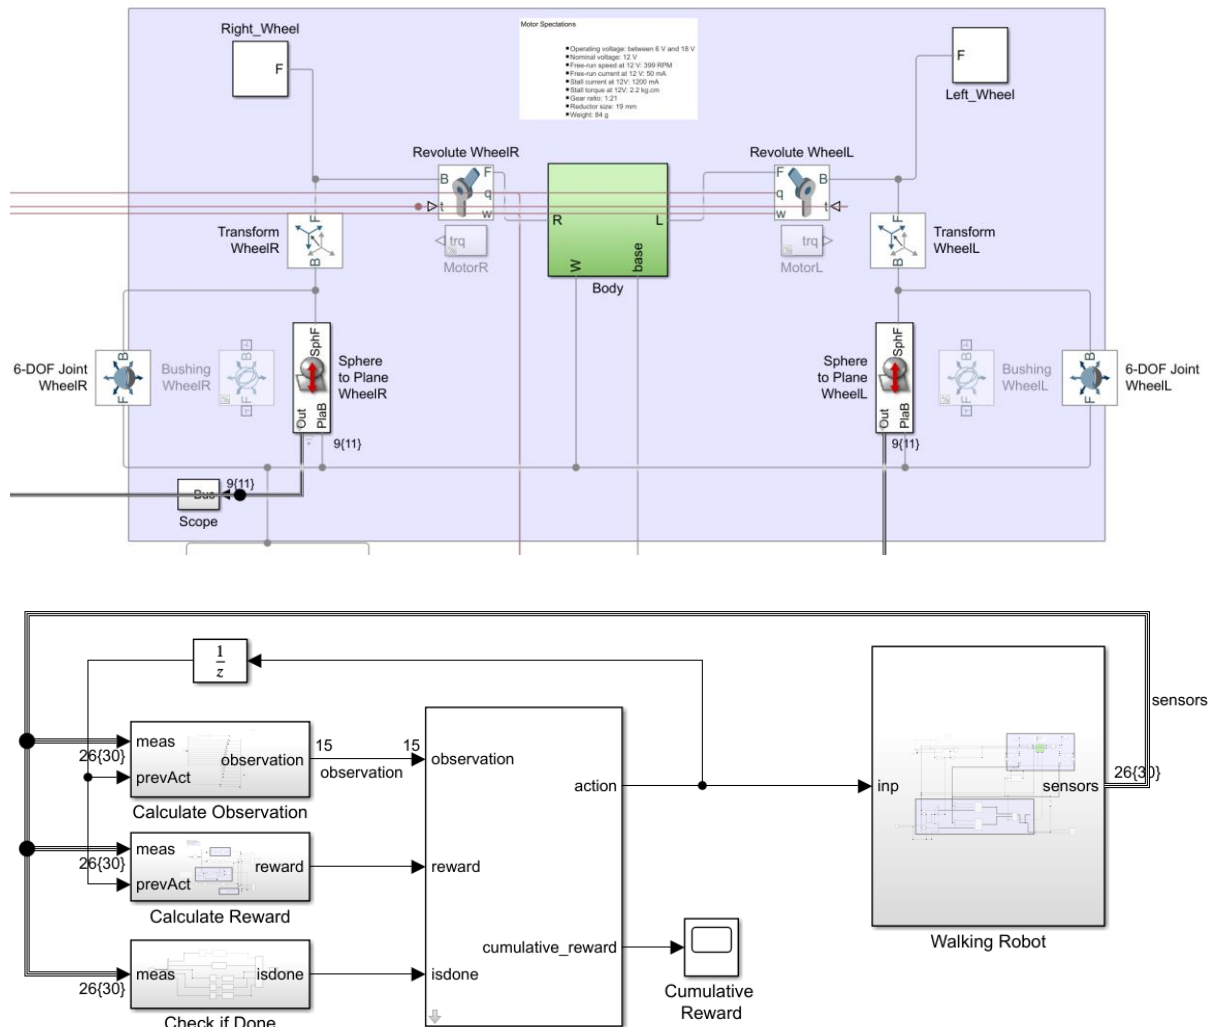 Motor Spectations
Operating voltage: between 6 V and 18 V
Nominal voltage: 12 V
Free-run speed at 12 V: 399 RPM
Free-run current at 12 V: 50 mA
Stall current at 12V: 1200 mA
Stall torque at 12V: 2.2 kg.cm
Gear ratio: 1:21
Reductor size: 19 mm
Weight: 84 g
Right_Wheel
F
F
Left_Wheel
Revolute WheelR
B
F
q
t
w
Revolute WheelL
F
B
q
t
w
R
L
W
base
Body
trq
MotorR
trq
MotorL
Transform
WheelR
F
B
Transform
WheelL
F
B
6-DOF Joint
WheelR
B
F
Bushing
WheelR
SphF
Out
PlaB
Sphere
to Plane
WheelR
9{11}
Sphere
to Plane
WheelL
SphF
Out
PlaB
9{11}
Bushing
WheelL
B
F
6-DOF Joint
WheelL
9{11}
Bus
Scope
1
z
sensors
meas
26{30}
prevAct
observation
Calculate Observation
15
observation
15
observation
action
inp
sensors
26{30}
Walking Robot
meas
26{30}
prevAct
reward
Calculate Reward
reward
cumulative_reward
Cumulative
Reward
meas
26{30}
isdone
Check if Done
isdone